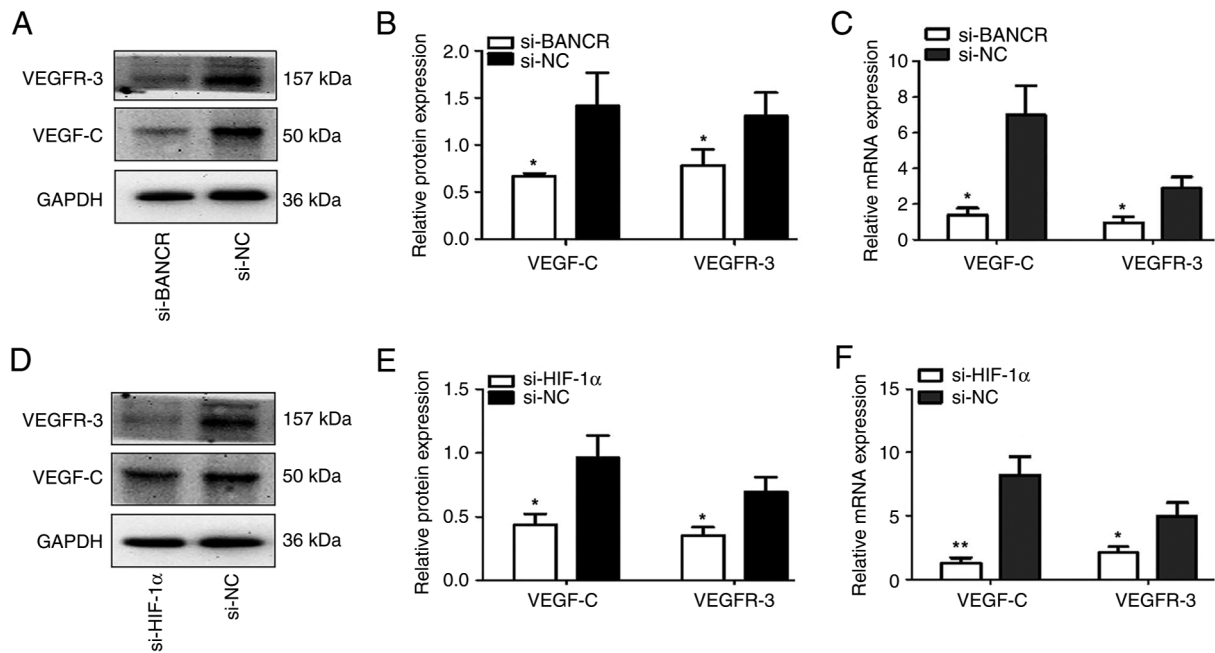 A
VEGFR-3
157 kDa
VEGF-C
50 kDa
GAPDH
36 kDa
si-BANCR
si-NC
B
si-BANCR
si-NC
Relative protein expression
2.0
1.5
1.0
0.5
0.0
*
*
VEGF-C
VEGFR-3
C
si-BANCR
si-NC
Relative mRNA expression
10
8
6
4
2
0
*
*
VEGF-C
VEGFR-3
D
VEGFR-3
157 kDa
VEGF-C
50 kDa
GAPDH
36 kDa
si-HIF-1α
si-NC
E
si-HIF-1α
si-NC
Relative protein expression
1.5
1.0
0.5
0.0
*
*
VEGF-C
VEGFR-3
F
si-HIF-1α
si-NC
Relative mRNA expression
15
10
5
0
**
*
VEGF-C
VEGFR-3